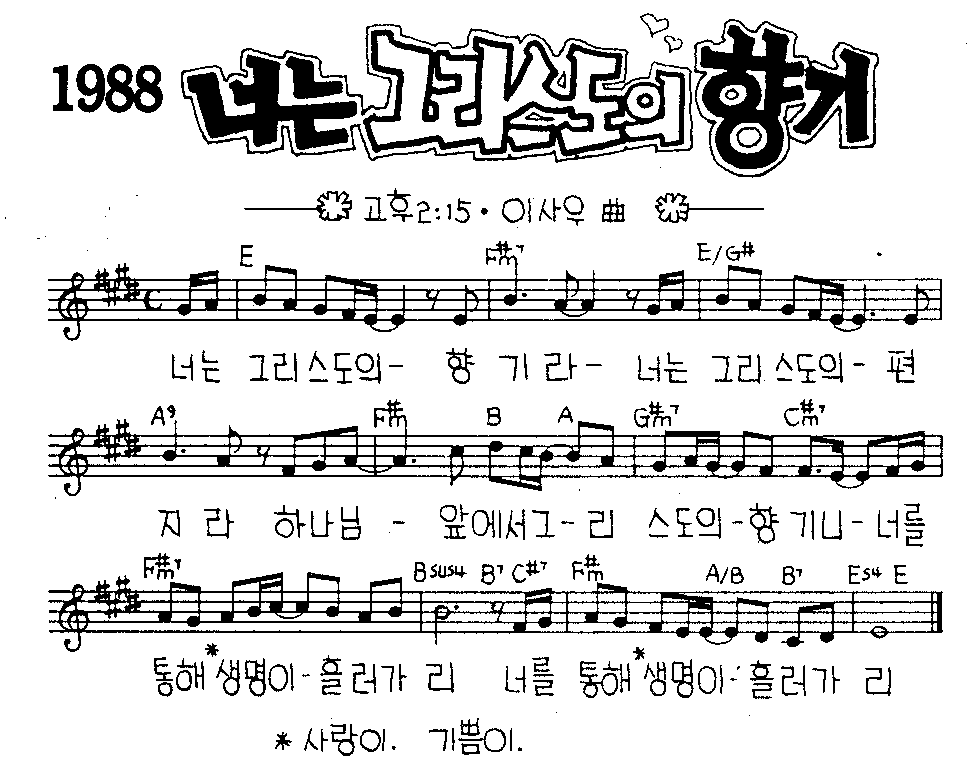 1988 너는 그리스도의 향기
고후2:15 · 이사우 曲
E F#m7 E/G#
너는 그리스도의- 향 기 라- 너는 그리스도의- 편
A9 F#m B A G#m7 C#m7
지 라 하나님 - 앞에서그-리 스도의-향 기니-너를
F#m7 Bsus4 B7 C#7 F#m A/B B7 Es4 E
통해*생명이-흘러가 리 너를 통해*생명이-흘러가 리
* 사랑이. 기쁨이.